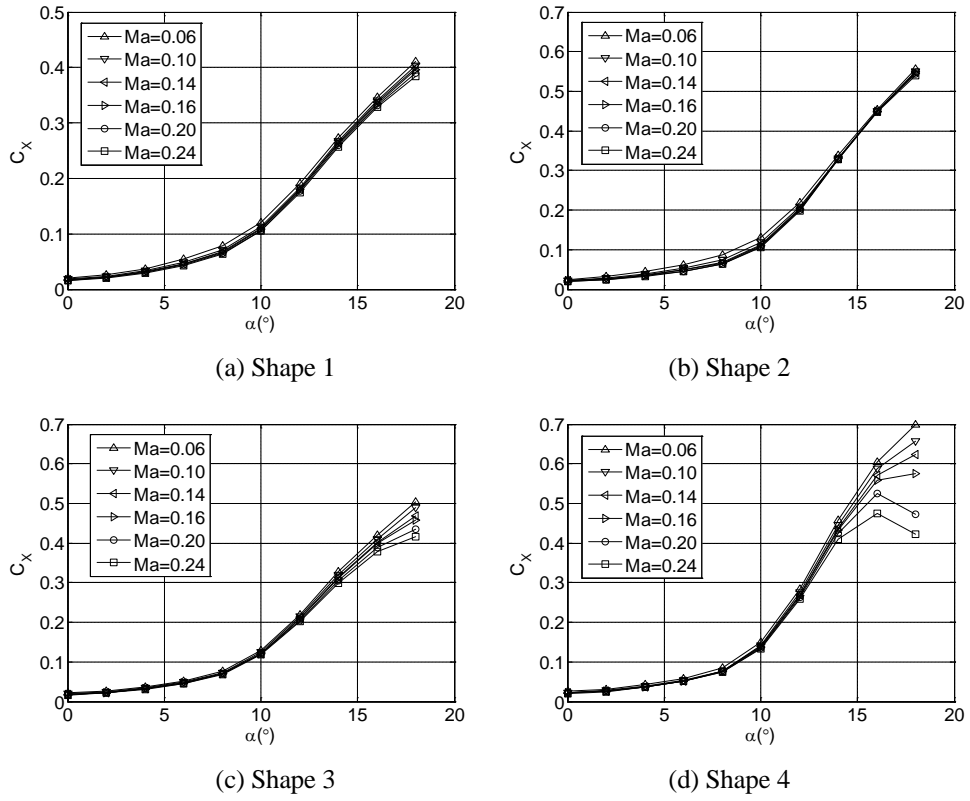 0.5
0.4
0.3
0.2
0.1
0
C_X
Ma=0.06
Ma=0.10
Ma=0.14
Ma=0.16
Ma=0.20
Ma=0.24
0 5 10 15 20
α(°)
(a) Shape 1
0.7
0.6
0.5
0.4
0.3
0.2
0.1
0
C_X
Ma=0.06
Ma=0.10
Ma=0.14
Ma=0.16
Ma=0.20
Ma=0.24
0 5 10 15 20
α(°)
(b) Shape 2
0.7
0.6
0.5
0.4
0.3
0.2
0.1
0
C_X
Ma=0.06
Ma=0.10
Ma=0.14
Ma=0.16
Ma=0.20
Ma=0.24
0 5 10 15 20
α(°)
(c) Shape 3
0.7
0.6
0.5
0.4
0.3
0.2
0.1
0
C_X
Ma=0.06
Ma=0.10
Ma=0.14
Ma=0.16
Ma=0.20
Ma=0.24
0 5 10 15 20
α(°)
(d) Shape 4